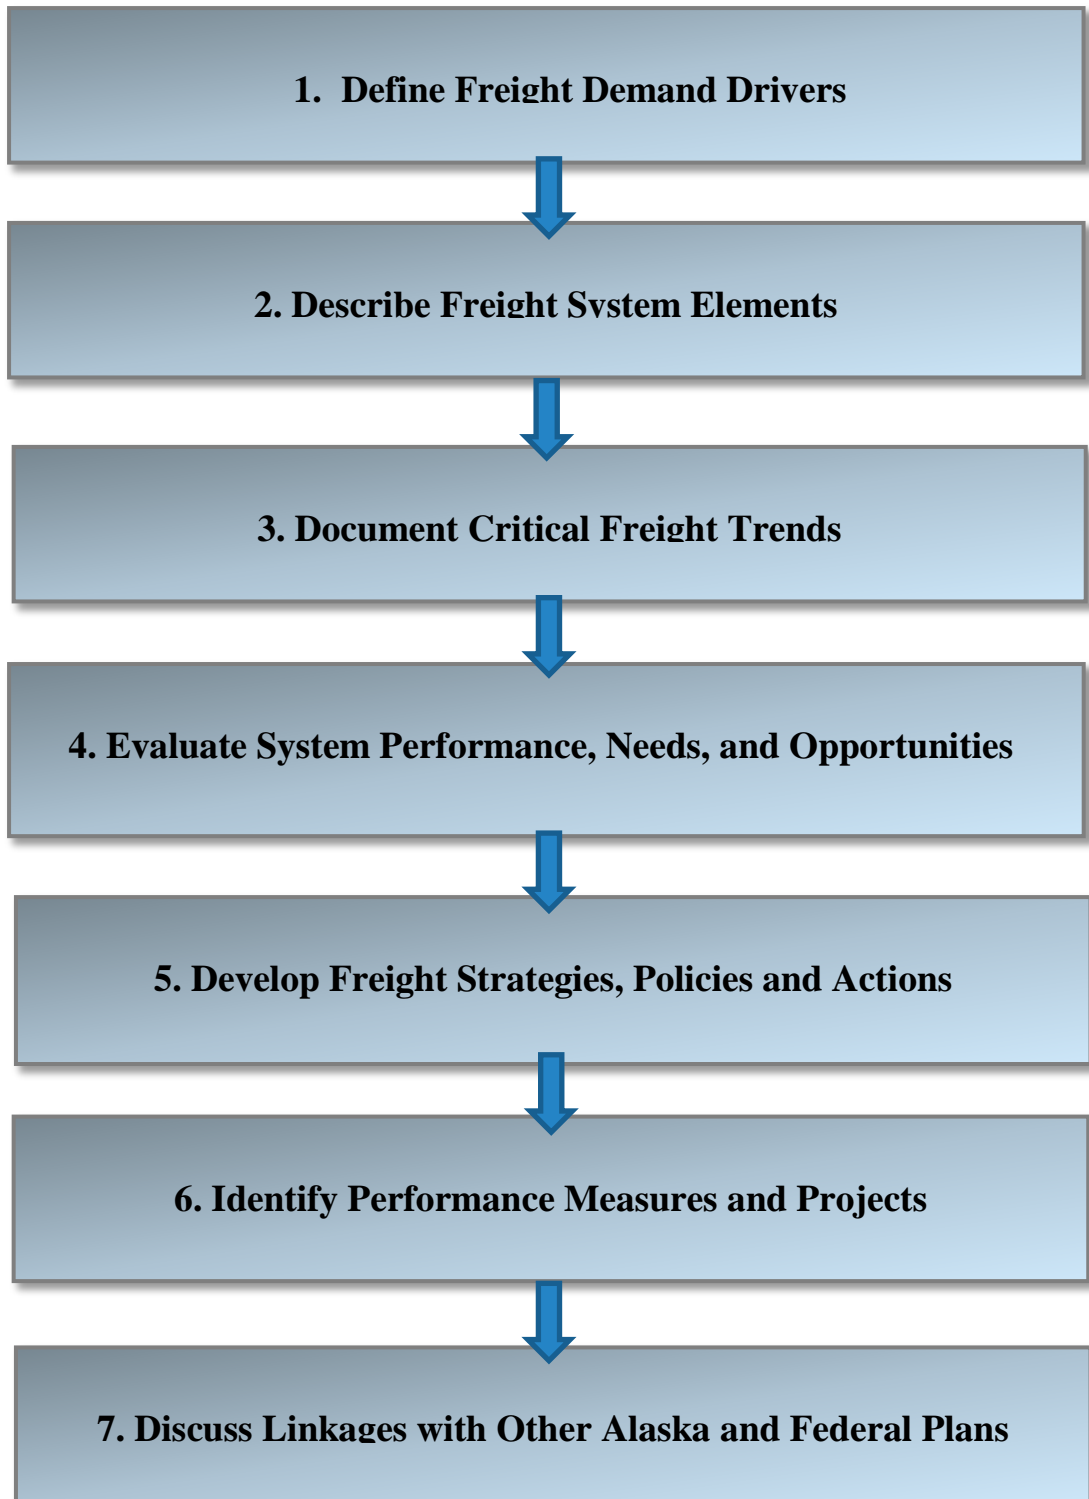 1. Define Freight Demand Drivers
2. Describe Freight System Elements
3. Document Critical Freight Trends
4. Evaluate System Performance, Needs, and Opportunities
5. Develop Freight Strategies, Policies and Actions
6. Identify Performance Measures and Projects
7. Discuss Linkages with Other Alaska and Federal Plans